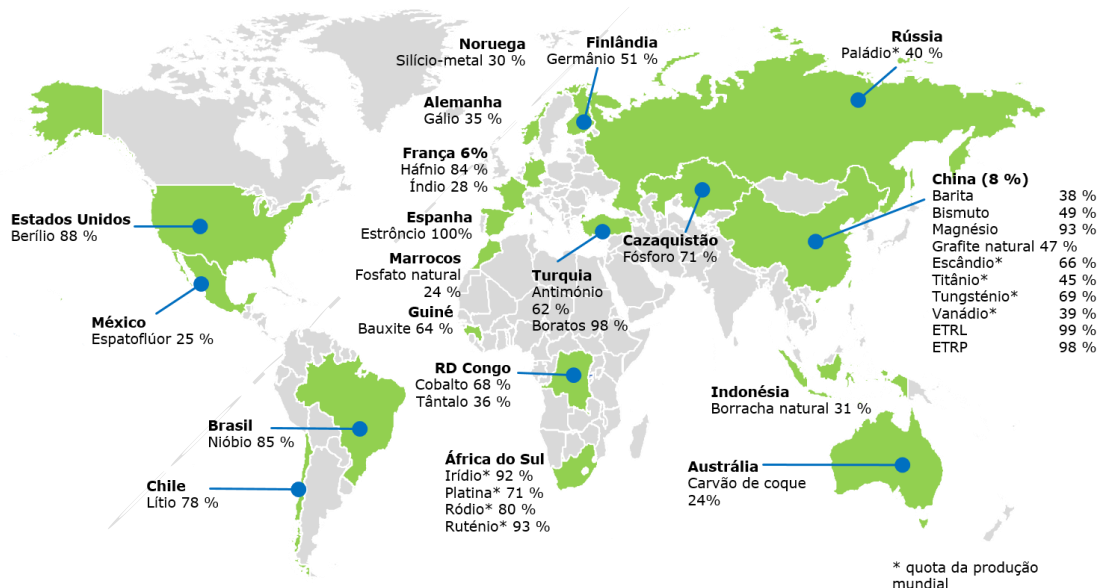 Noruega
Silício-metal 30 %
Finlândia
Germânio 51 %
Rússia
Paládio* 40 %
Alemanha
Gálio 35 %
França 6%
Háfnio 84 %
Índio 28 %
Estados Unidos
Berílio 88 %
Espanha
Estrôncio 100%
Marrocos
Fosfato natural
24 %
Guiné
Bauxite 64 %
Turquia
Antimónio
62 %
Boratos 98 %
Cazaquistão
Fósforo 71 %
China (8 %)
Barita 38 %
Bismuto 49 %
Magnésio 93 %
Grafite natural 47 %
Escândio* 66 %
Titânio* 45 %
Tungsténio* 69 %
Vanádio* 39 %
ETRL 99 %
ETRP 98 %
México
Espatoflúor 25 %
RD Congo
Cobalto 68 %
Tântalo 36 %
Indonésia
Borracha natural 31 %
Brasil
Nióbio 85 %
Chile
Lítio 78 %
África do Sul
Irídio* 92 %
Platina* 71 %
Ródio* 80 %
Ruténio* 93 %
Austrália
Carvão de coque
24%
* quota da produção
mundial